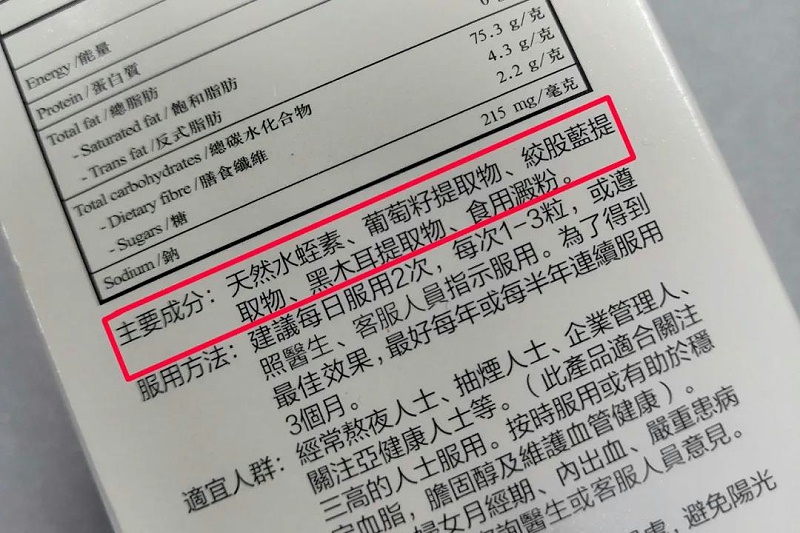 Energy/能量
Protein/蛋白質
Total fat/總脂肪
- Saturated fat/飽和脂肪
- Trans fat/反式脂肪
Total carbohydrates/總碳水化合物 75.3 g/克
- Dietary fibre/膳食纖維 4.3 g/克
- Sugars/糖 2.2 g/克
Sodium/鈉 215 mg/毫克
主要成分：天然水蛭素、葡萄籽提取物、絞股藍提
取物、黑木耳提取物、食用澱粉。
服用方法：建議每日服用2次，每次1-3粒，或遵
照醫生、客服人員指示服用。為了得到
最佳效果,最好每年或每半年連續服用
3個月。
適宜人群：經常熬夜人士、抽煙人士、企業管理人、
關注亞健康人士等。（此產品適合關注
三高的人士服用。按時服用或有助於穩
定血脂，膽固醇及維護血管健康）。
婦女月經期、內出血、嚴重患病
詢醫生或客服人員意見。
處，避免陽光